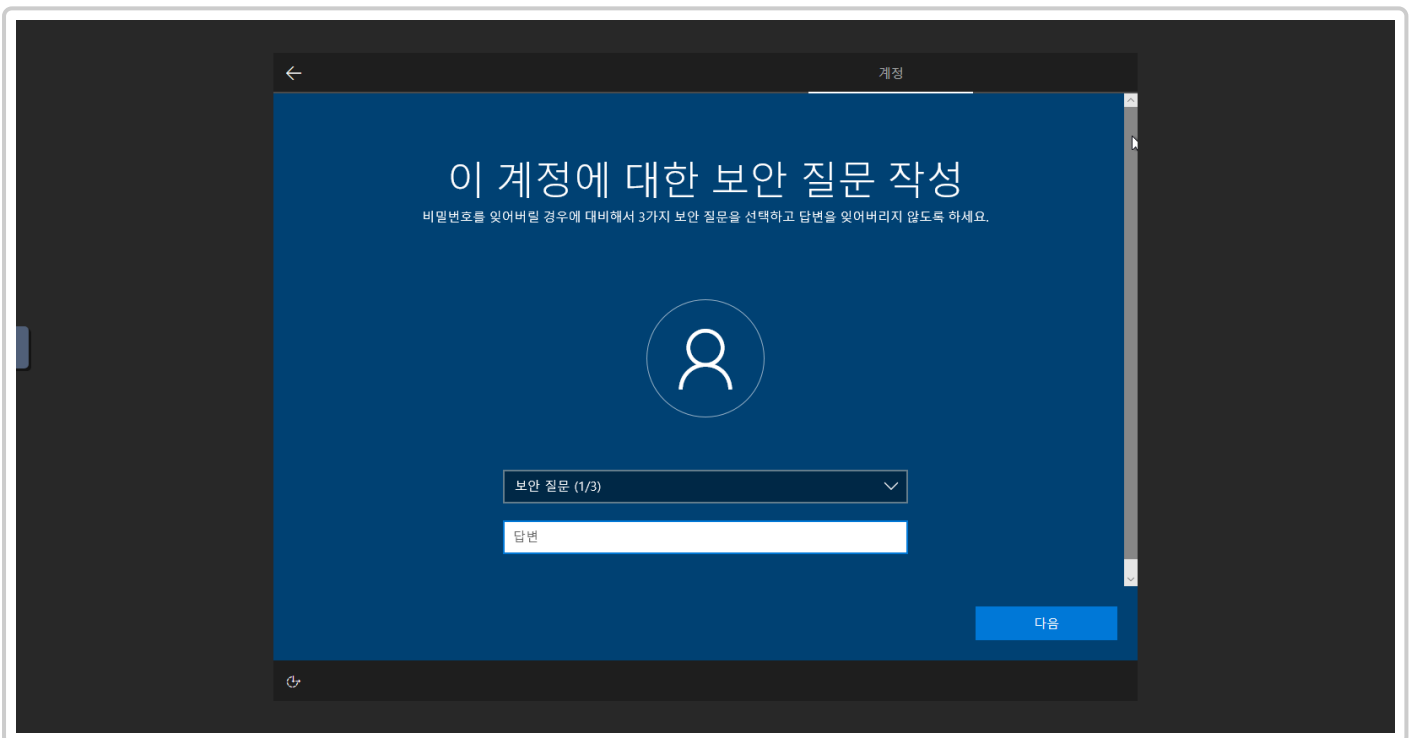 계정
이 계정에 대한 보안 질문 작성
비밀번호를 잊어버릴 경우에 대비해서 3가지 보안 질문을 선택하고 답변을 잊어버리지 않도록 하세요.
보안 질문 (1/3)
답변
다음